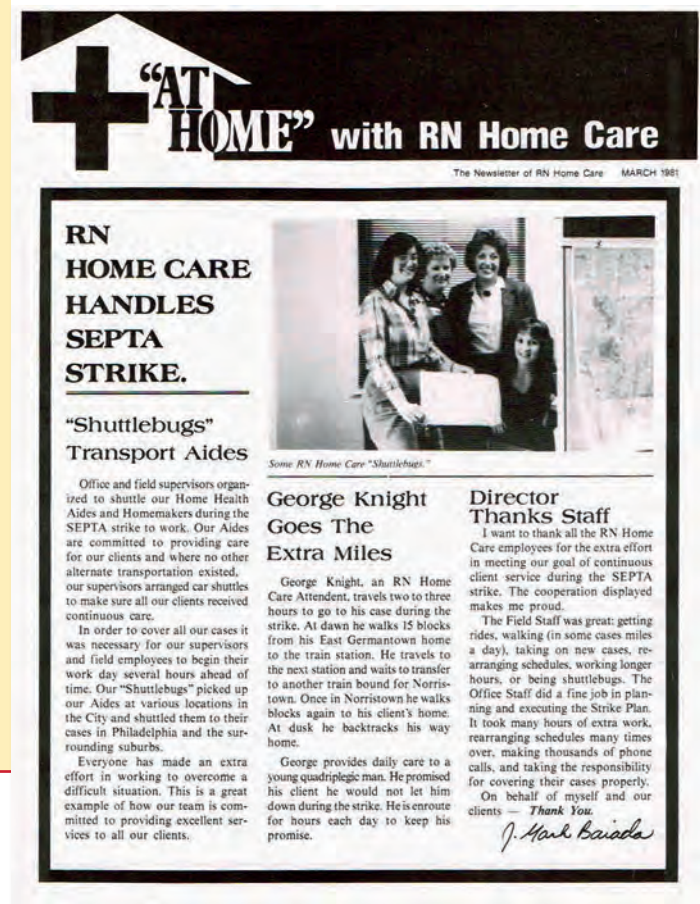 “AT
HOME” with RN Home Care
The Newsletter of RN Home Care MARCH 1981
RN
HOME CARE
HANDLES
SEPTA
STRIKE.
“Shuttlebugs”
Transport Aides
Office and field supervisors organ-
ized to shuttle our Home Health
Aides and Homemakers during the
SEPTA strike to work. Our Aides
are committed to providing care
for our clients and where no other
alternate transportation existed,
our supervisors arranged car shuttles
to make sure all our clients received
continuous care.
In order to cover all our cases it
was necessary for our supervisors
and field employees to begin their
work day several hours ahead of
time. Our “Shuttlebugs” picked up
our Aides at various locations in
the City and shuttled them to their
cases in Philadelphia and the sur-
rounding suburbs.
Everyone has made an extra
effort in working to overcome a
difficult situation. This is a great
example of how our team is com-
mitted to providing excellent ser-
vices to all our clients.
Some RN Home Care “Shuttlebugs.”
George Knight
Goes The
Extra Miles
George Knight, an RN Home
Care Attendent, travels two to three
hours to go to his case during the
strike. At dawn he walks 15 blocks
from his East Germantown home
to the train station. He travels to
the next station and waits to transfer
to another train bound for Norris-
town. Once in Norristown he walks
blocks again to his client’s home.
At dusk he backtracks his way
home.
George provides daily care to a
young quadriplegic man. He promised
his client he would not let him
down during the strike. He is enroute
for hours each day to keep his
promise.
Director
Thanks Staff
I want to thank all the RN Home
Care employees for the extra effort
in meeting our goal of continuous
client service during the SEPTA
strike. The cooperation displayed
makes me proud.
The Field Staff was great: getting
rides, walking (in some cases miles
a day), taking on new cases, re-
arranging schedules, working longer
hours, or being shuttlebugs. The
Office Staff did a fine job in plan-
ning and executing the Strike Plan.
It took many hours of extra work,
rearranging schedules many times
over, making thousands of phone
calls, and taking the responsibility
for covering their cases properly.
On behalf of myself and our
clients — Thank You.
J. Mark Baiada